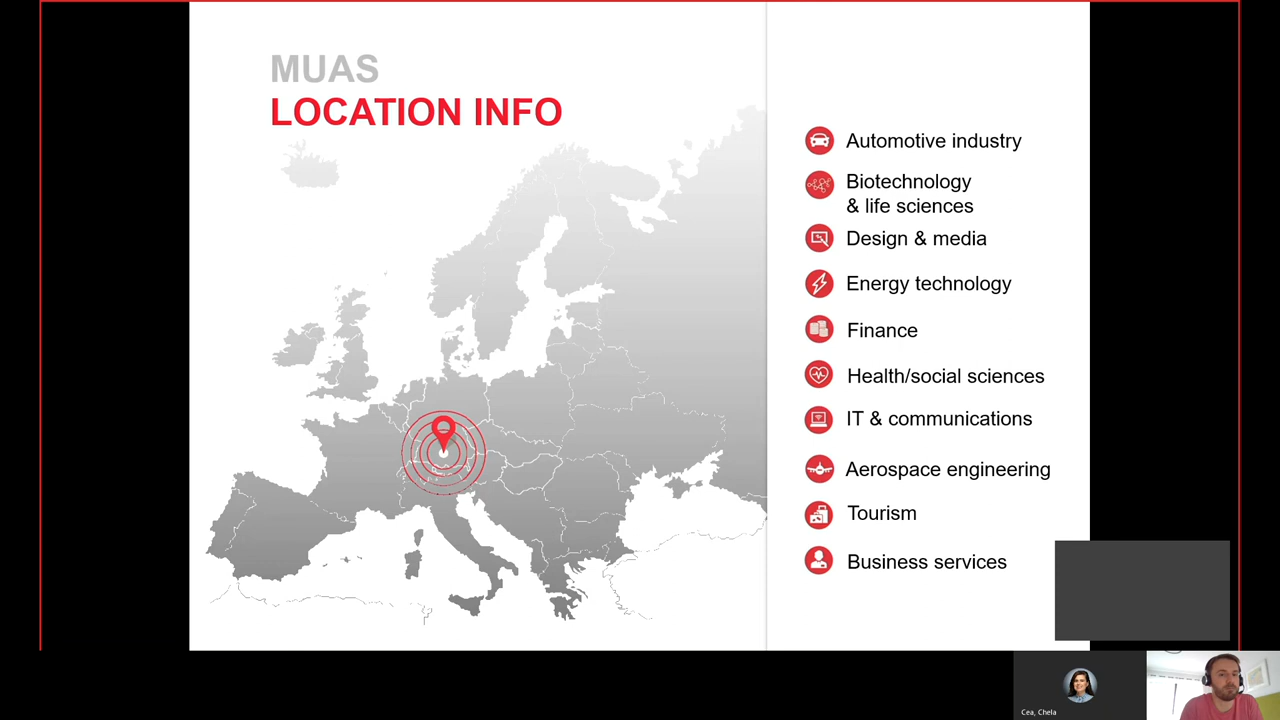 MUAS
LOCATION INFO
Automotive industry
Biotechnology
& life sciences
Design & media
Energy technology
Finance
Health/social sciences
IT & communications
Aerospace engineering
Tourism
Business services
Cea, Chela